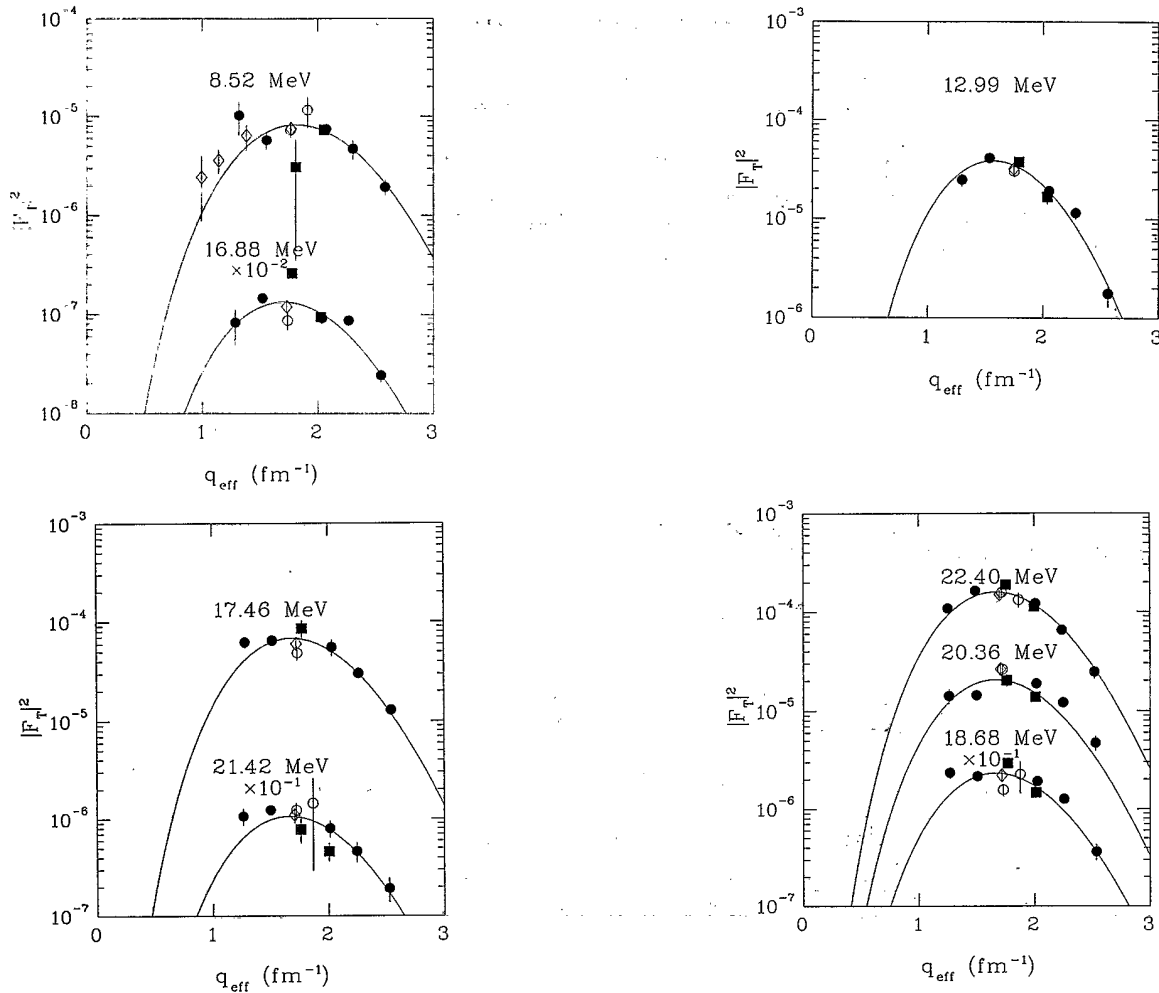 10⁻⁴
8.52 MeV
10⁻⁵
|F_T|²
10⁻⁶
16.88 MeV
×10⁻²
10⁻⁷
10⁻⁸
0 1 2 3
q_eff (fm⁻¹)
10⁻³
12.99 MeV
10⁻⁴
|F_T|²
10⁻⁵
10⁻⁶
0 1 2 3
q_eff (fm⁻¹)
10⁻³
17.46 MeV
10⁻⁴
|F_T|²
10⁻⁵
21.42 MeV
×10⁻¹
10⁻⁶
10⁻⁷
0 1 2 3
q_eff (fm⁻¹)
10⁻³
22.40 MeV
10⁻⁴
20.36 MeV
|F_T|²
10⁻⁵
18.68 MeV
×10⁻¹
10⁻⁶
10⁻⁷
0 1 2 3
q_eff (fm⁻¹)